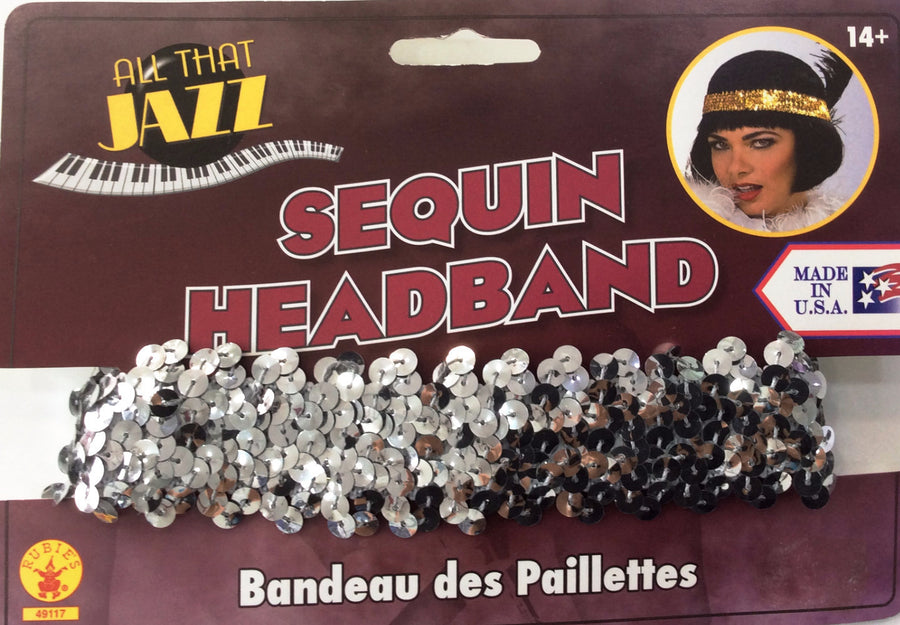 14+
ALL THAT
JAZZ
SEQUIN
HEADBAND
MADE
IN
U.S.A.
Bandeau des Paillettes
RUBIE'S
49117